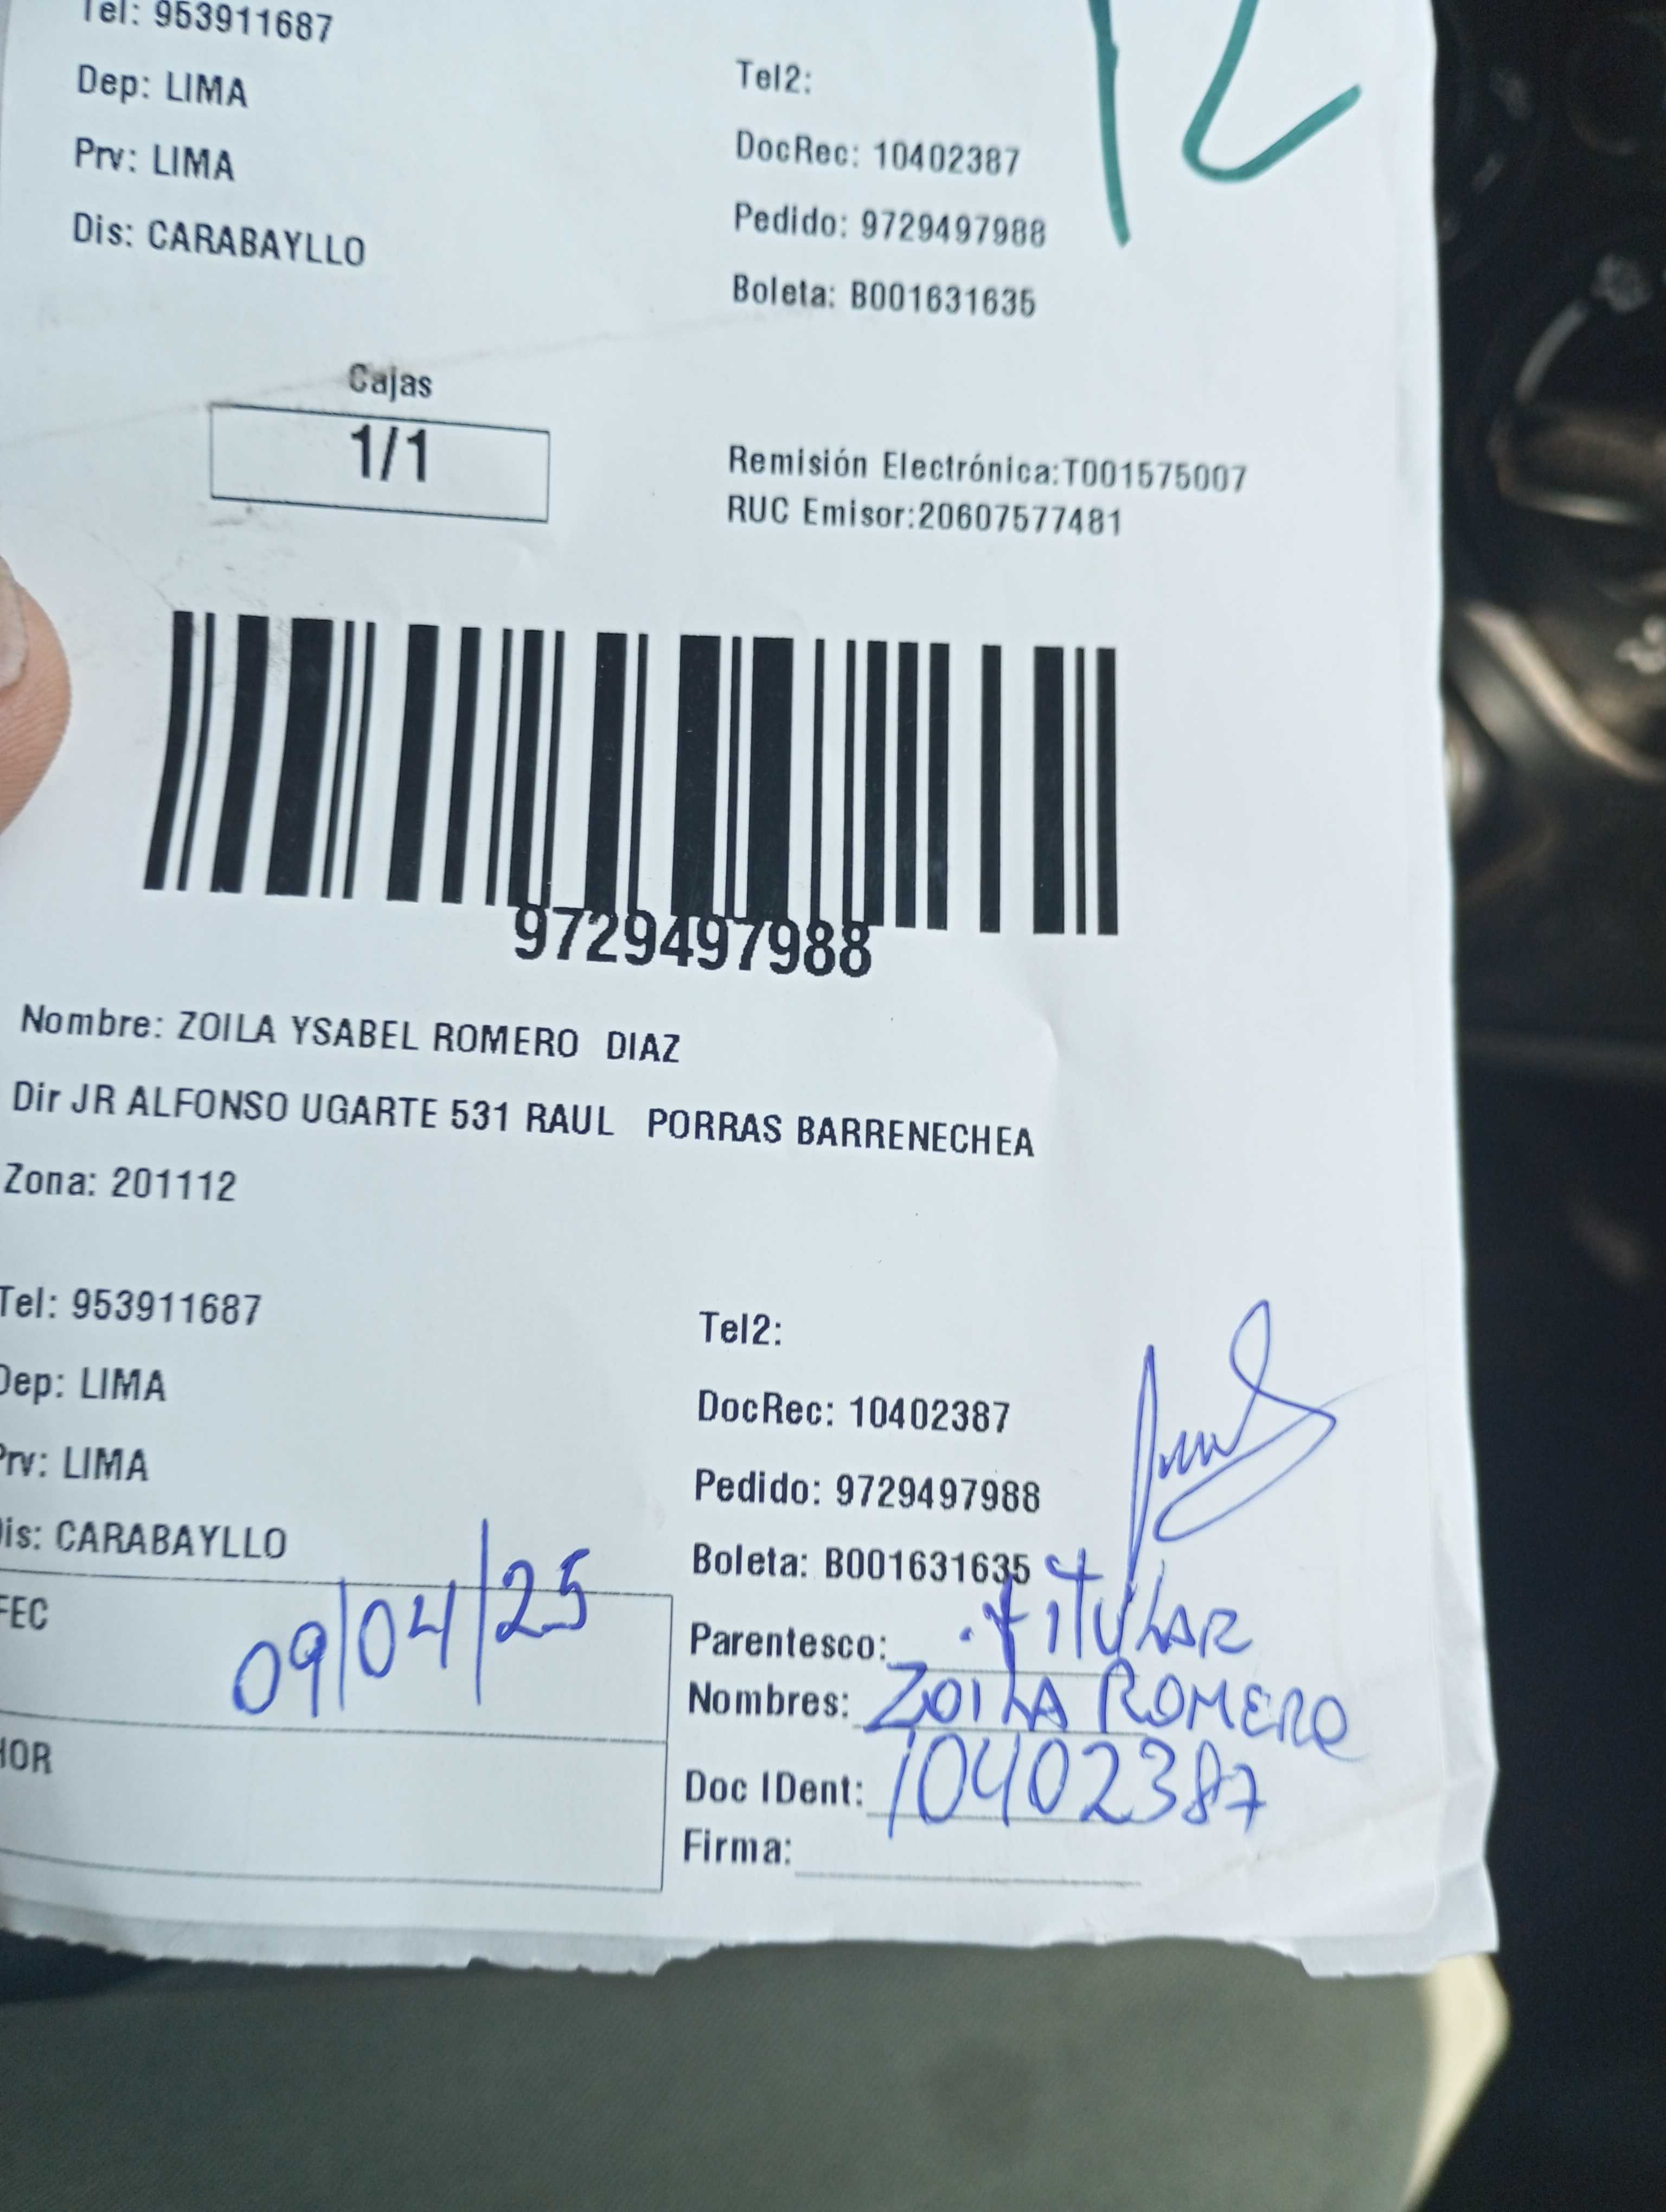 Tel: 953911687
Dep: LIMA
Tel2:
Prv: LIMA
DocRec: 10402387
Dis: CARABAYLLO
Pedido: 9729497988
Boleta: B001631635
Cajas
1/1
Remisión Electrónica:T001575007
RUC Emisor:20607577481
9729497988
Nombre: ZOILA YSABEL ROMERO DIAZ
Dir JR ALFONSO UGARTE 531 RAUL PORRAS BARRENECHEA
Zona: 201112
Tel: 953911687
Tel2:
Dep: LIMA
DocRec: 10402387
Prv: LIMA
Pedido: 9729497988
Dis: CARABAYLLO
Boleta: B001631635
FEC 09/04/25
Parentesco: TITULAR
Nombres: ZOILA ROMERO
HOR
Doc IDent: 10402387
Firma: